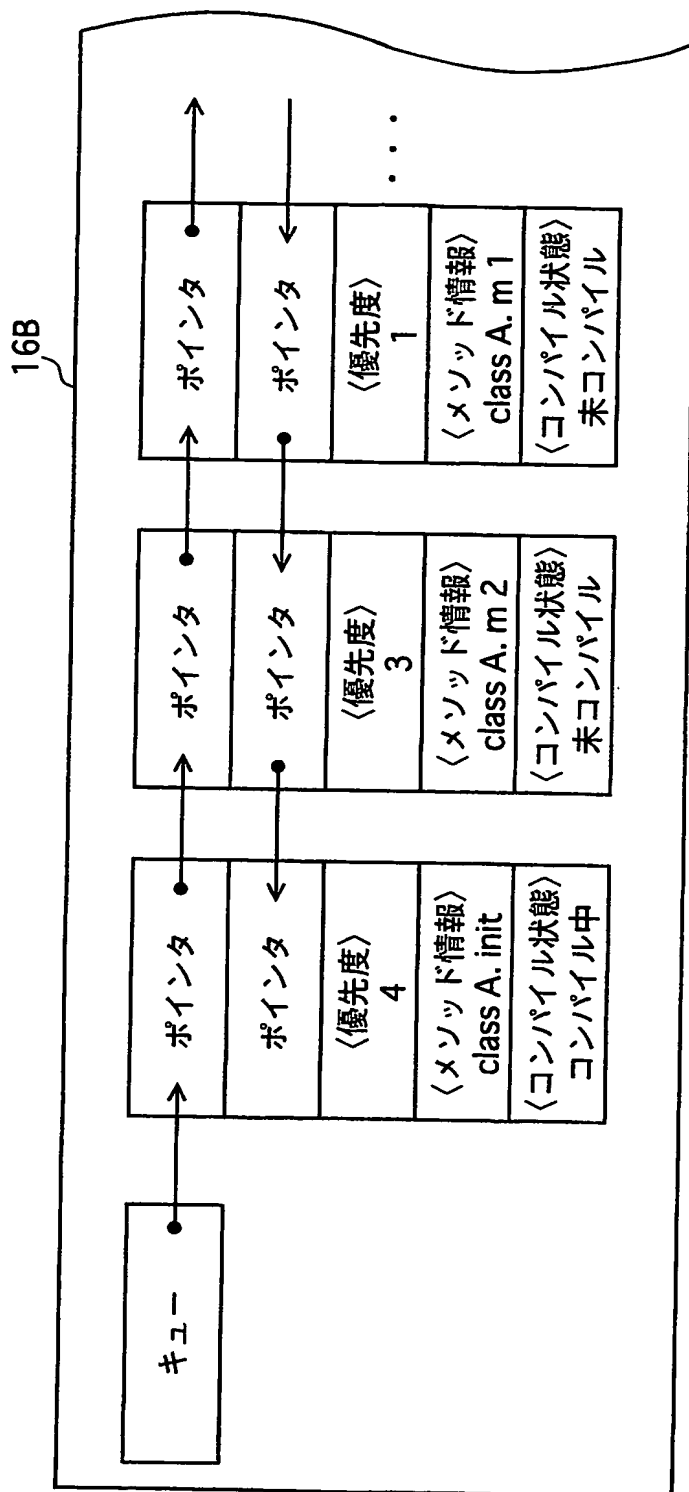 16B
キュー
ポインタ
ポインタ
〈優先度〉
4
〈メソッド情報〉
class A. init
〈コンパイル状態〉
コンパイル中
ポインタ
ポインタ
〈優先度〉
3
〈メソッド情報〉
class A. m 2
〈コンパイル状態〉
未コンパイル
ポインタ
ポインタ
〈優先度〉
1
〈メソッド情報〉
class A. m 1
〈コンパイル状態〉
未コンパイル
• • •